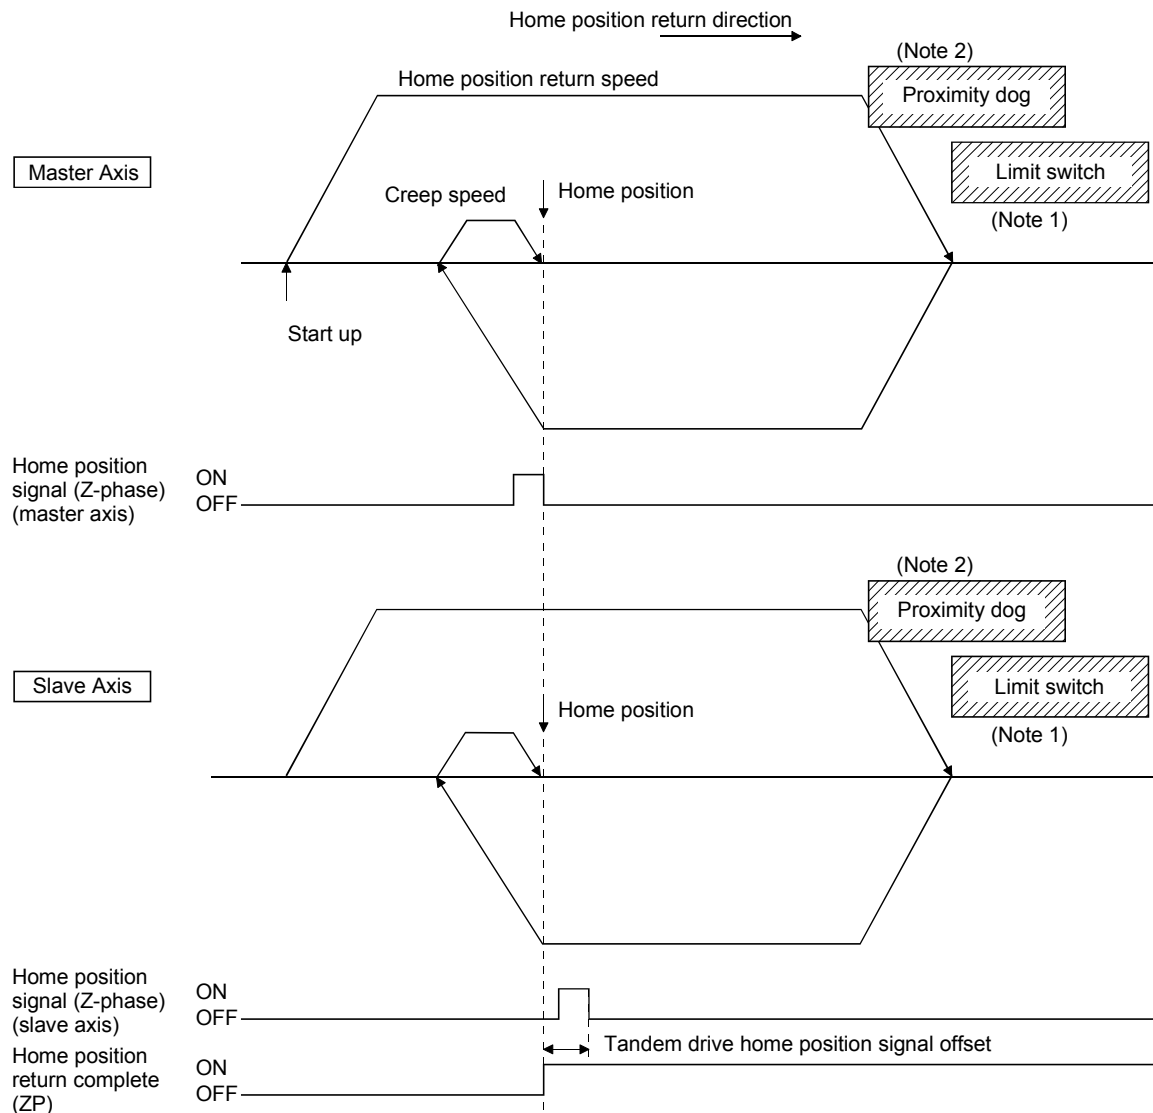 Home position return direction
(Note 2)
Home position return speed
Proximity dog
Master Axis
Limit switch
Creep speed
Home position
(Note 1)
Start up
Home position
signal (Z-phase)
(master axis)
ON
OFF
(Note 2)
Proximity dog
Slave Axis
Limit switch
Home position
(Note 1)
Home position
signal (Z-phase)
(slave axis)
ON
OFF
Tandem drive home position signal offset
Home position
return complete
(ZP)
ON
OFF